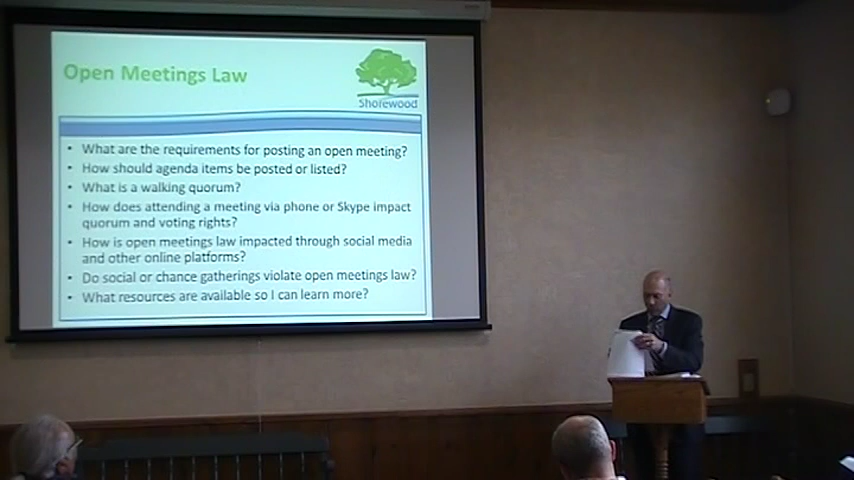 Open Meetings Law
Shorewood
• What are the requirements for posting an open meeting?
• How should agenda items be posted or listed?
• What is a walking quorum?
• How does attending a meeting via phone or Skype impact
quorum and voting rights?
• How is open meetings law impacted through social media
and other online platforms?
• Do social or chance gatherings violate open meetings law?
• What resources are available so I can learn more?